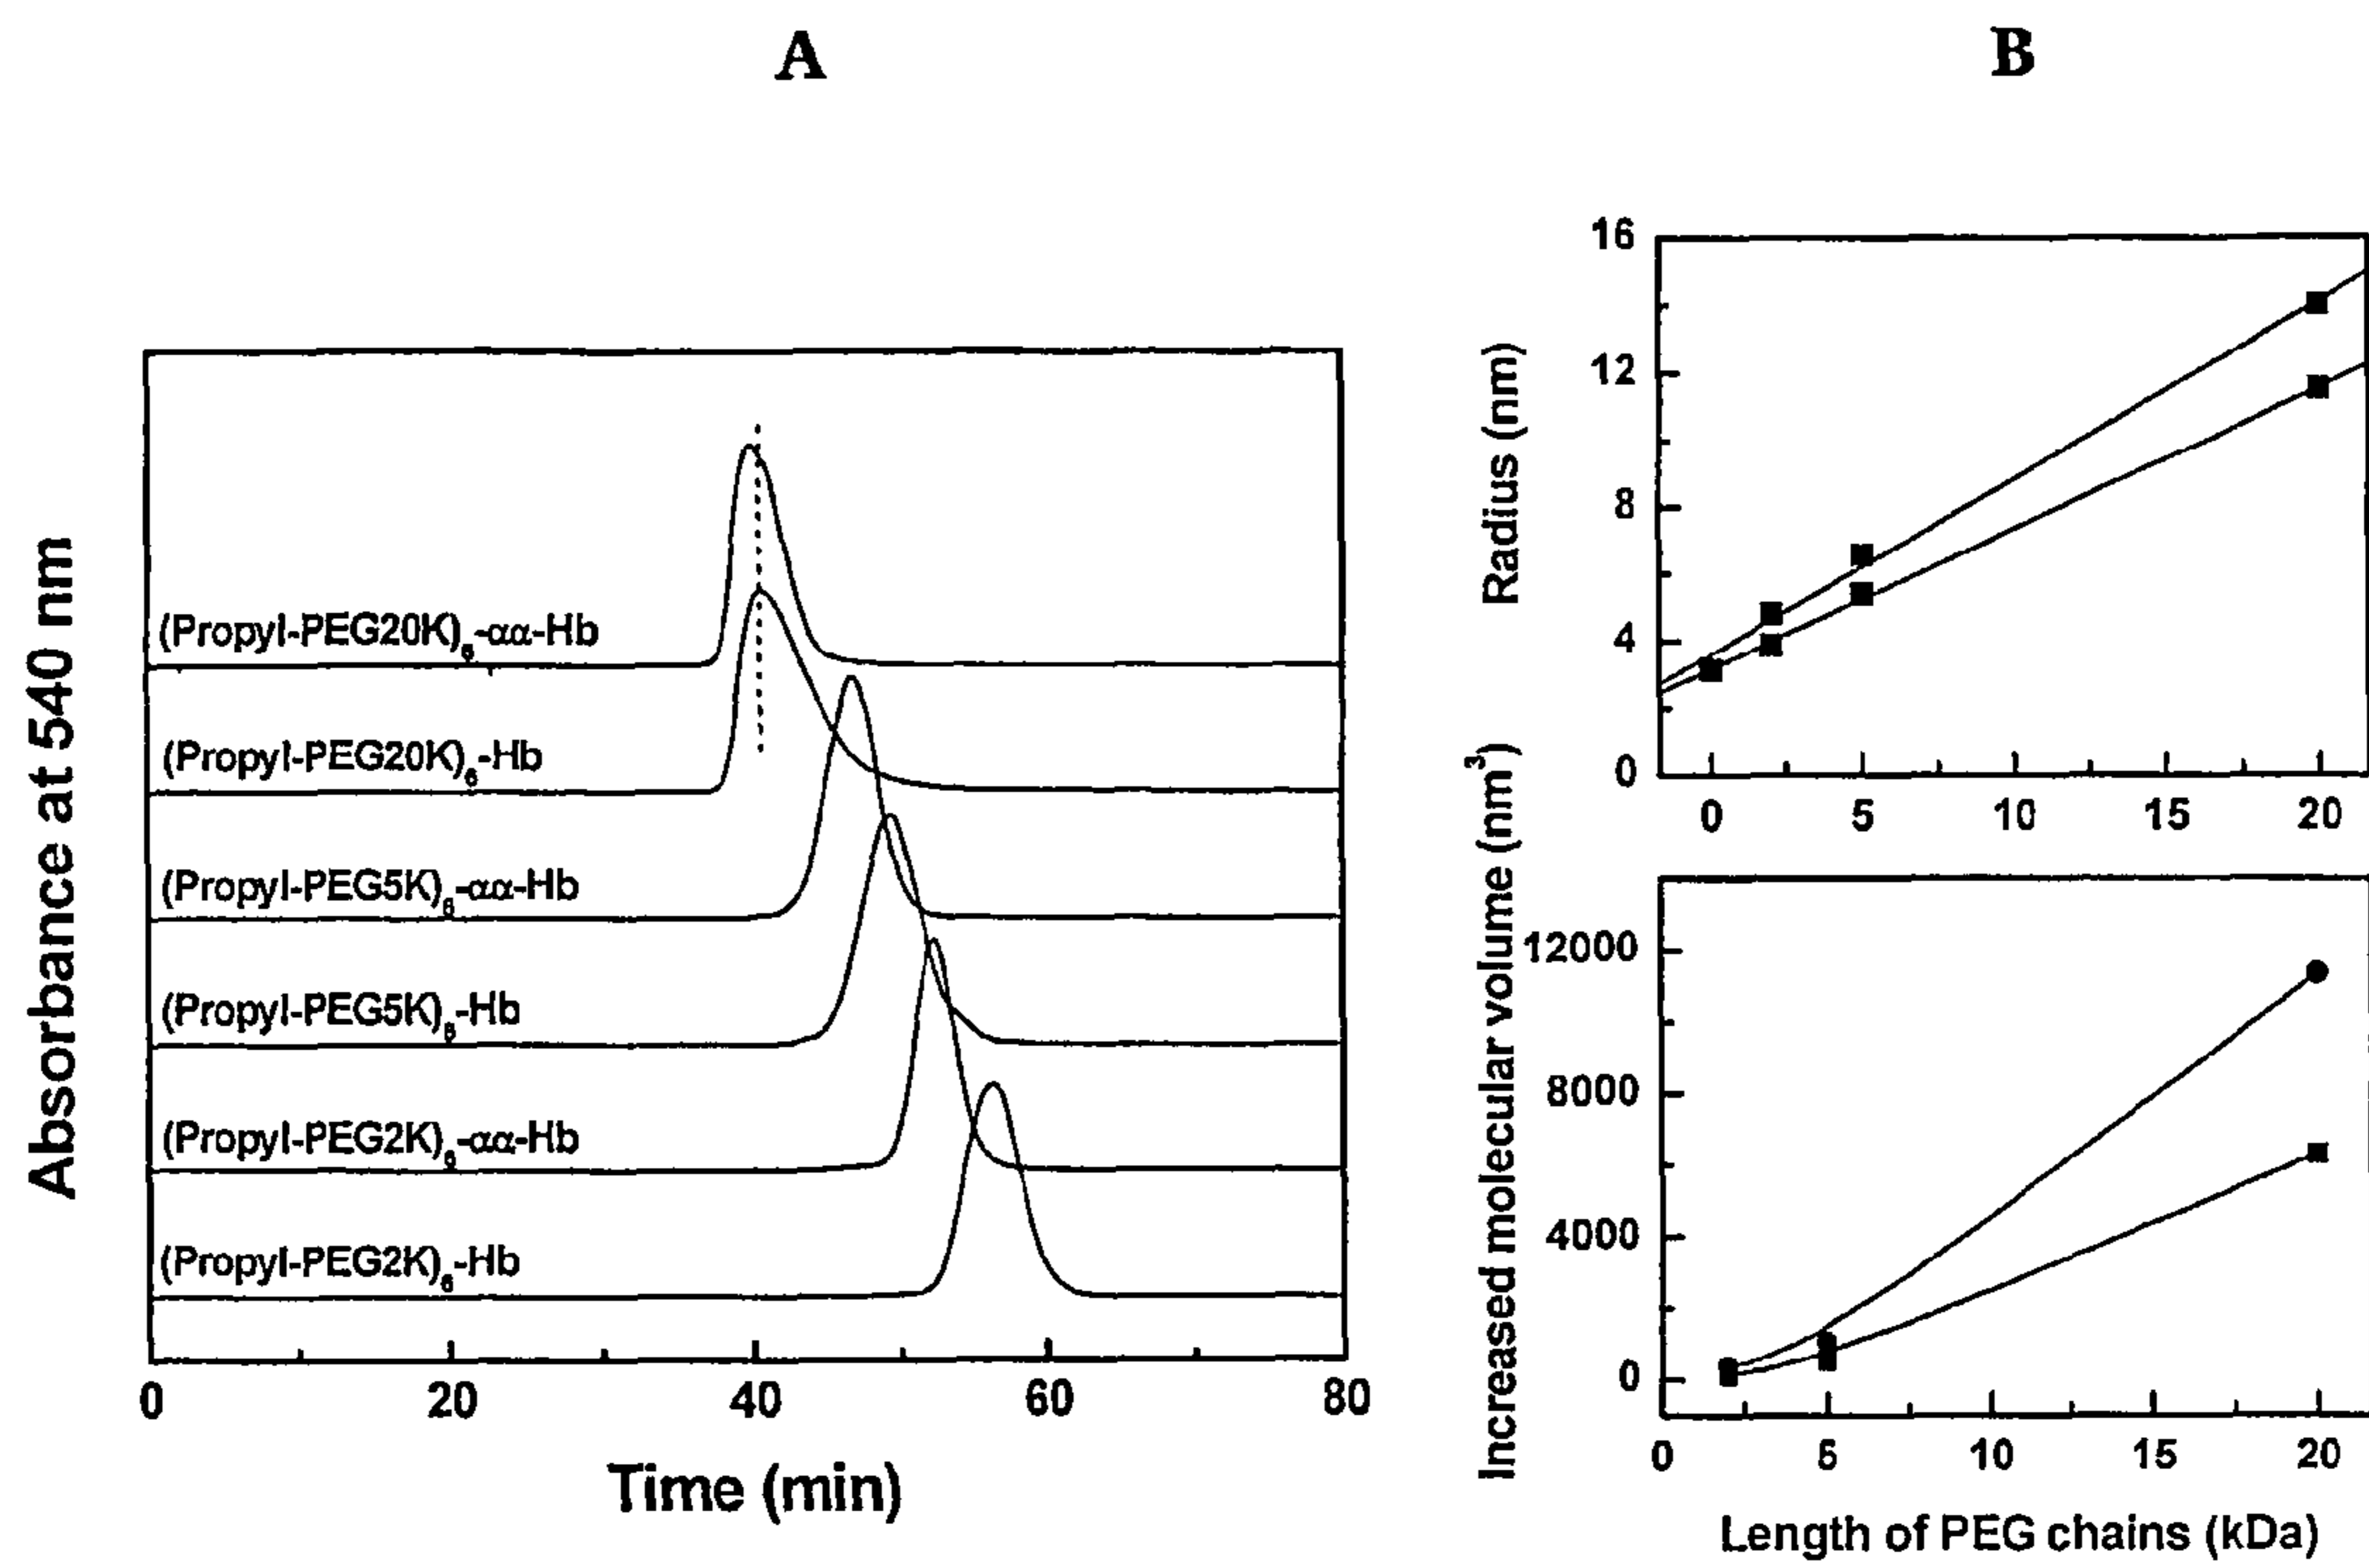 A
B
Absorbance at 540 nm
(Propyl-PEG20K)6-αα-Hb
(Propyl-PEG20K)6-Hb
(Propyl-PEG5K)6-αα-Hb
(Propyl-PEG5K)6-Hb
(Propyl-PEG2K)6-αα-Hb
(Propyl-PEG2K)6-Hb
0 20 40 60 80
Time (min)
Radius (nm)
16
12
8
4
0
0 5 10 15 20
Increased molecular volume (nm³)
12000
8000
4000
0
0 5 10 15 20
Length of PEG chains (kDa)